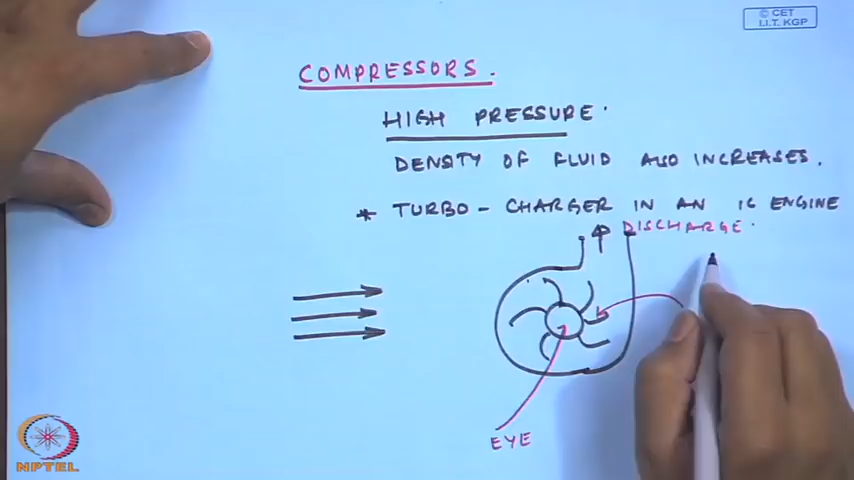 © CET
I.I.T. KGP
COMPRESSORS.
HIGH PRESSURE.
DENSITY OF FLUID ALSO INCREASES.
* TURBO-CHARGER IN AN IC ENGINE
DISCHARGE.
EYE
NPTEL